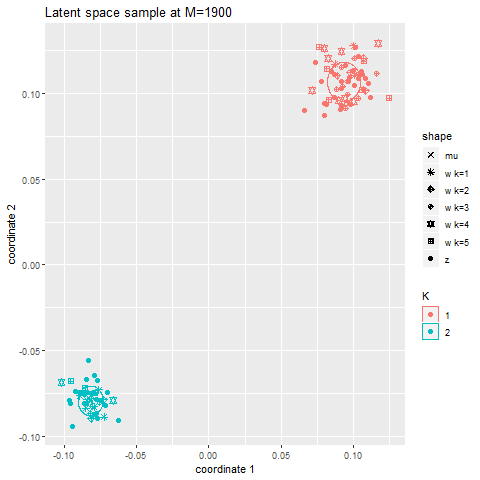 Latent space sample at M=1900
0.10
0.05
0.00
-0.05
-0.10
coordinate 2
-0.10
-0.05
0.00
0.05
0.10
coordinate 1
shape
mu
w k=1
w k=2
w k=3
w k=4
w k=5
z
K
1
2